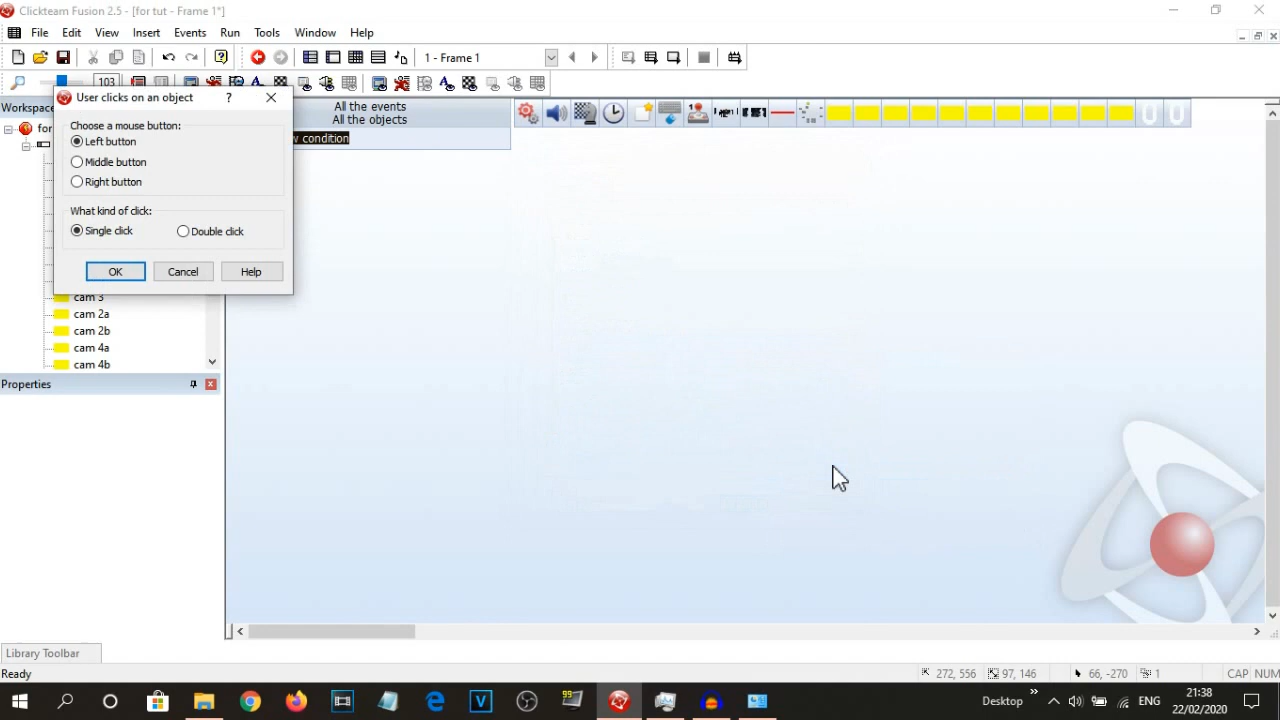 Clickteam Fusion 2.5 - [for tut - Frame 1*]
File Edit View Insert Events Run Tools Window Help
1 - Frame 1
103
Workspace
User clicks on an object
?
All the events
All the objects
condition
for
Choose a mouse button:
Left button
Middle button
Right button
What kind of click:
Single click Double click
OK Cancel Help
cam 3
cam 2a
cam 2b
cam 4a
cam 4b
Properties
Library Toolbar
Ready 272, 556 97, 146 66, -270 1 CAP NUM
99
V
Desktop ENG 21:38
22/02/2020